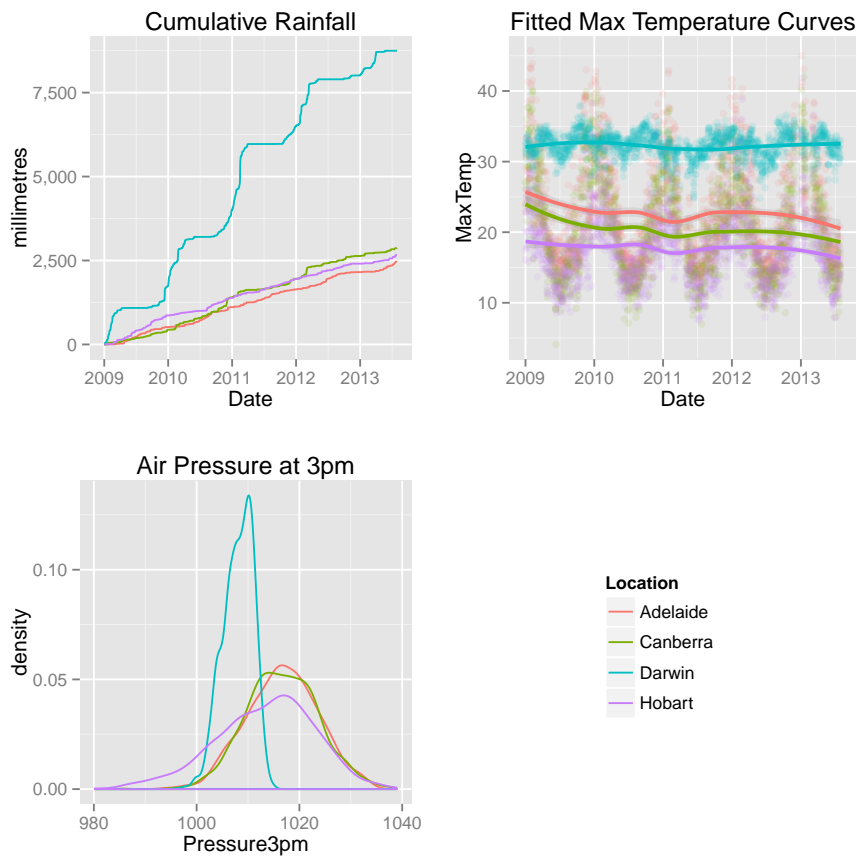 Cumulative Rainfall
7,500
5,000
2,500
0
millimetres
2009 2010 2011 2012 2013
Date
Fitted Max Temperature Curves
40
30
20
10
MaxTemp
2009 2010 2011 2012 2013
Date
Air Pressure at 3pm
0.10
0.05
0.00
density
980 1000 1020 1040
Pressure3pm
Location
Adelaide
Canberra
Darwin
Hobart